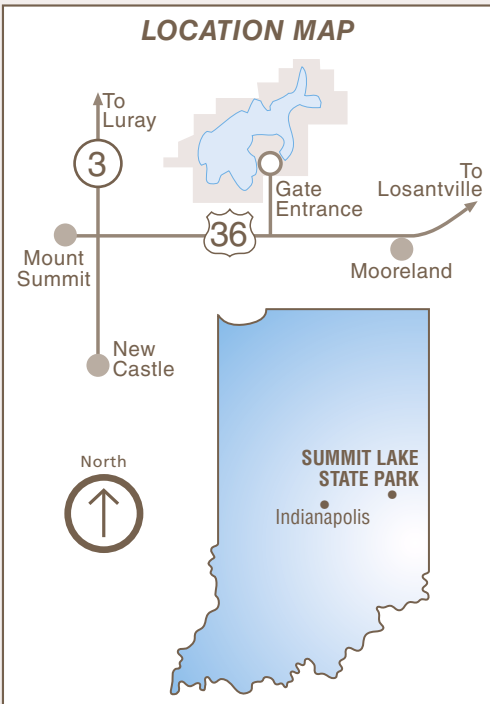 LOCATION MAP
To
Luray
3
Gate
Entrance
To
Losantville
36
Mount
Summit
Mooreland
New
Castle
North
SUMMIT LAKE
STATE PARK
Indianapolis